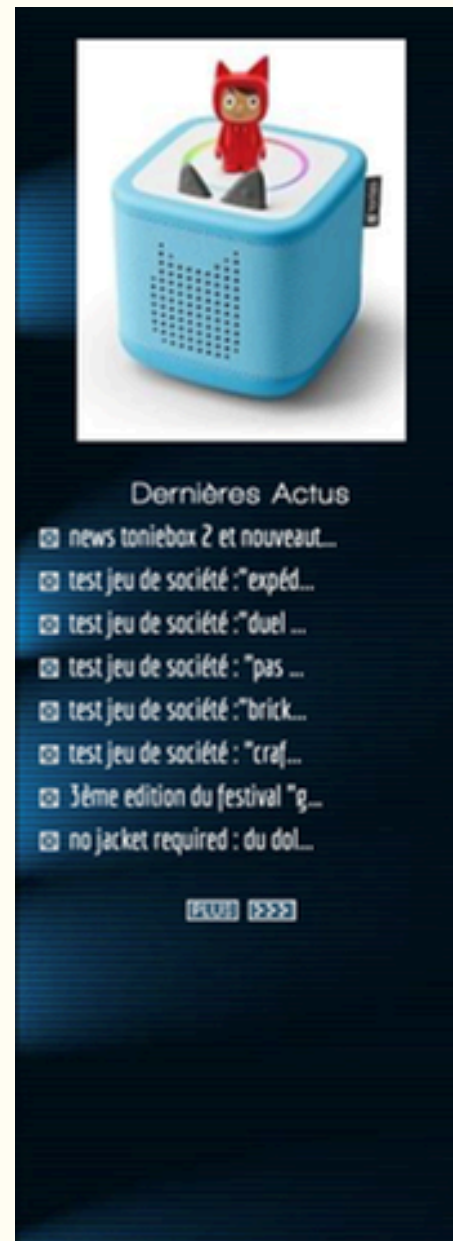 Dernières Actus
news toniebox 2 et nouveaut...
test jeu de société :"expéd...
test jeu de société :"duel ...
test jeu de société : "pas ...
test jeu de société :"brick...
test jeu de société : "craf...
3ème edition du festival "g...
no jacket required : du dol...
PLUS >>>>